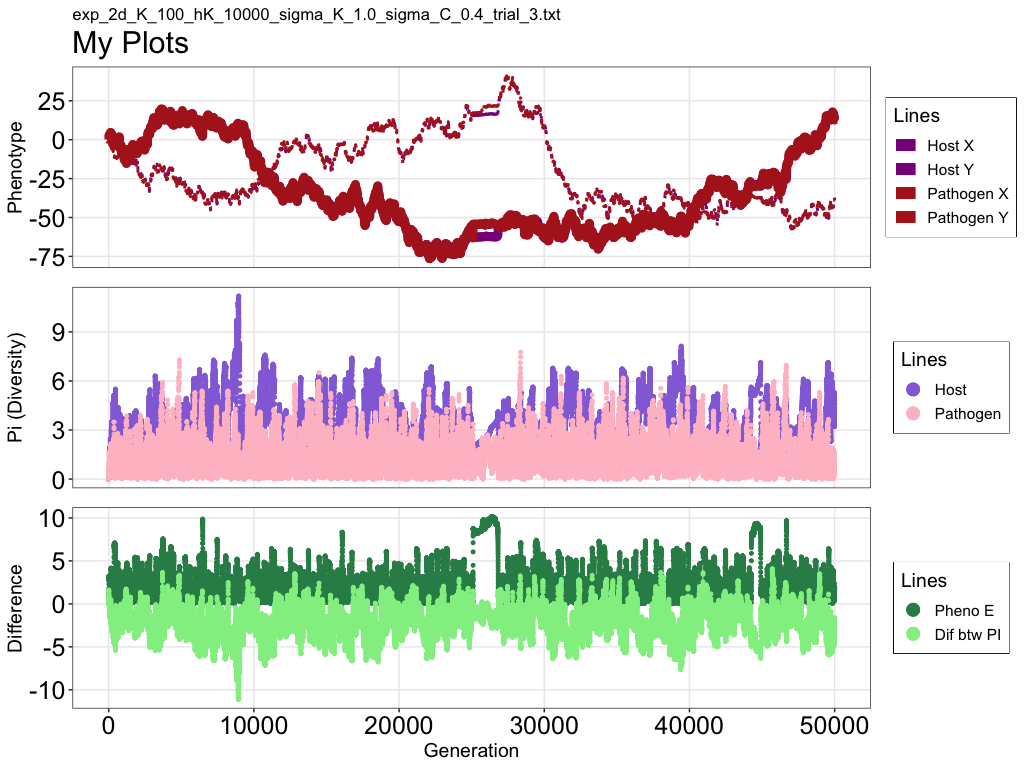 exp_2d_K_100_hK_10000_sigma_K_1.0_sigma_C_0.4_trial_3.txt
My Plots
Phenotype
25
0
-25
-50
-75
Lines
Host X
Host Y
Pathogen X
Pathogen Y
Pi (Diversity)
9
6
3
0
Lines
Host
Pathogen
Difference
10
5
0
-5
-10
Lines
Pheno E
Dif btw PI
0 10000 20000 30000 40000 50000
Generation